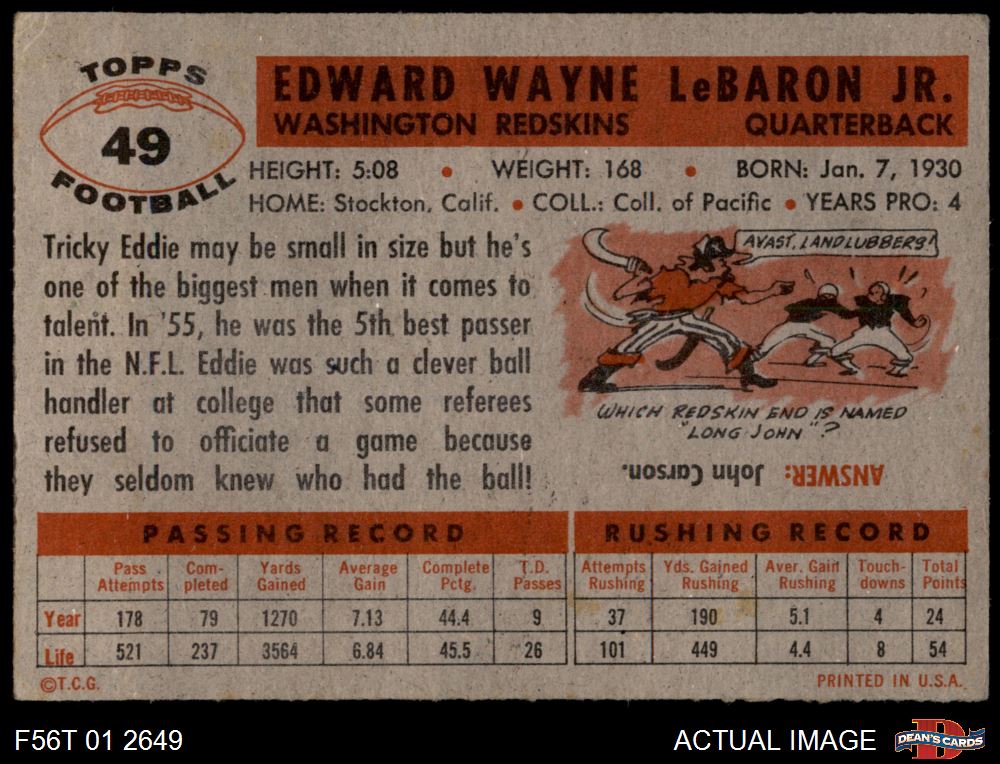 TOPPS
49
FOOTBALL
EDWARD WAYNE LeBARON JR.
WASHINGTON REDSKINS QUARTERBACK
HEIGHT: 5:08 • WEIGHT: 168 • BORN: Jan. 7, 1930
HOME: Stockton, Calif. • COLL.: Coll. of Pacific • YEARS PRO: 4
Tricky Eddie may be small in size but he's
one of the biggest men when it comes to
talent. In '55, he was the 5th best passer
in the N.F.L. Eddie was such a clever ball
handler at college that some referees
refused to officiate a game because
they seldom knew who had the ball!
AVAST, LANDLUBBERS!
WHICH REDSKIN END IS NAMED
"LONG JOHN"?
ANSWER: John Carson.
PASSING RECORD
Pass Attempts Com-pleted Yards Gained Average Gain Complete Pctg. T.D. Passes
Year 178 79 1270 7.13 44.4 9
Life 521 237 3564 6.84 45.5 26
RUSHING RECORD
Attempts Rushing Yds. Gained Rushing Aver. Gain Rushing Touch-downs Total Points
37 190 5.1 4 24
101 449 4.4 8 54
©T.C.G. PRINTED IN U.S.A.
F56T 01 2649 ACTUAL IMAGE DEAN'S CARDS